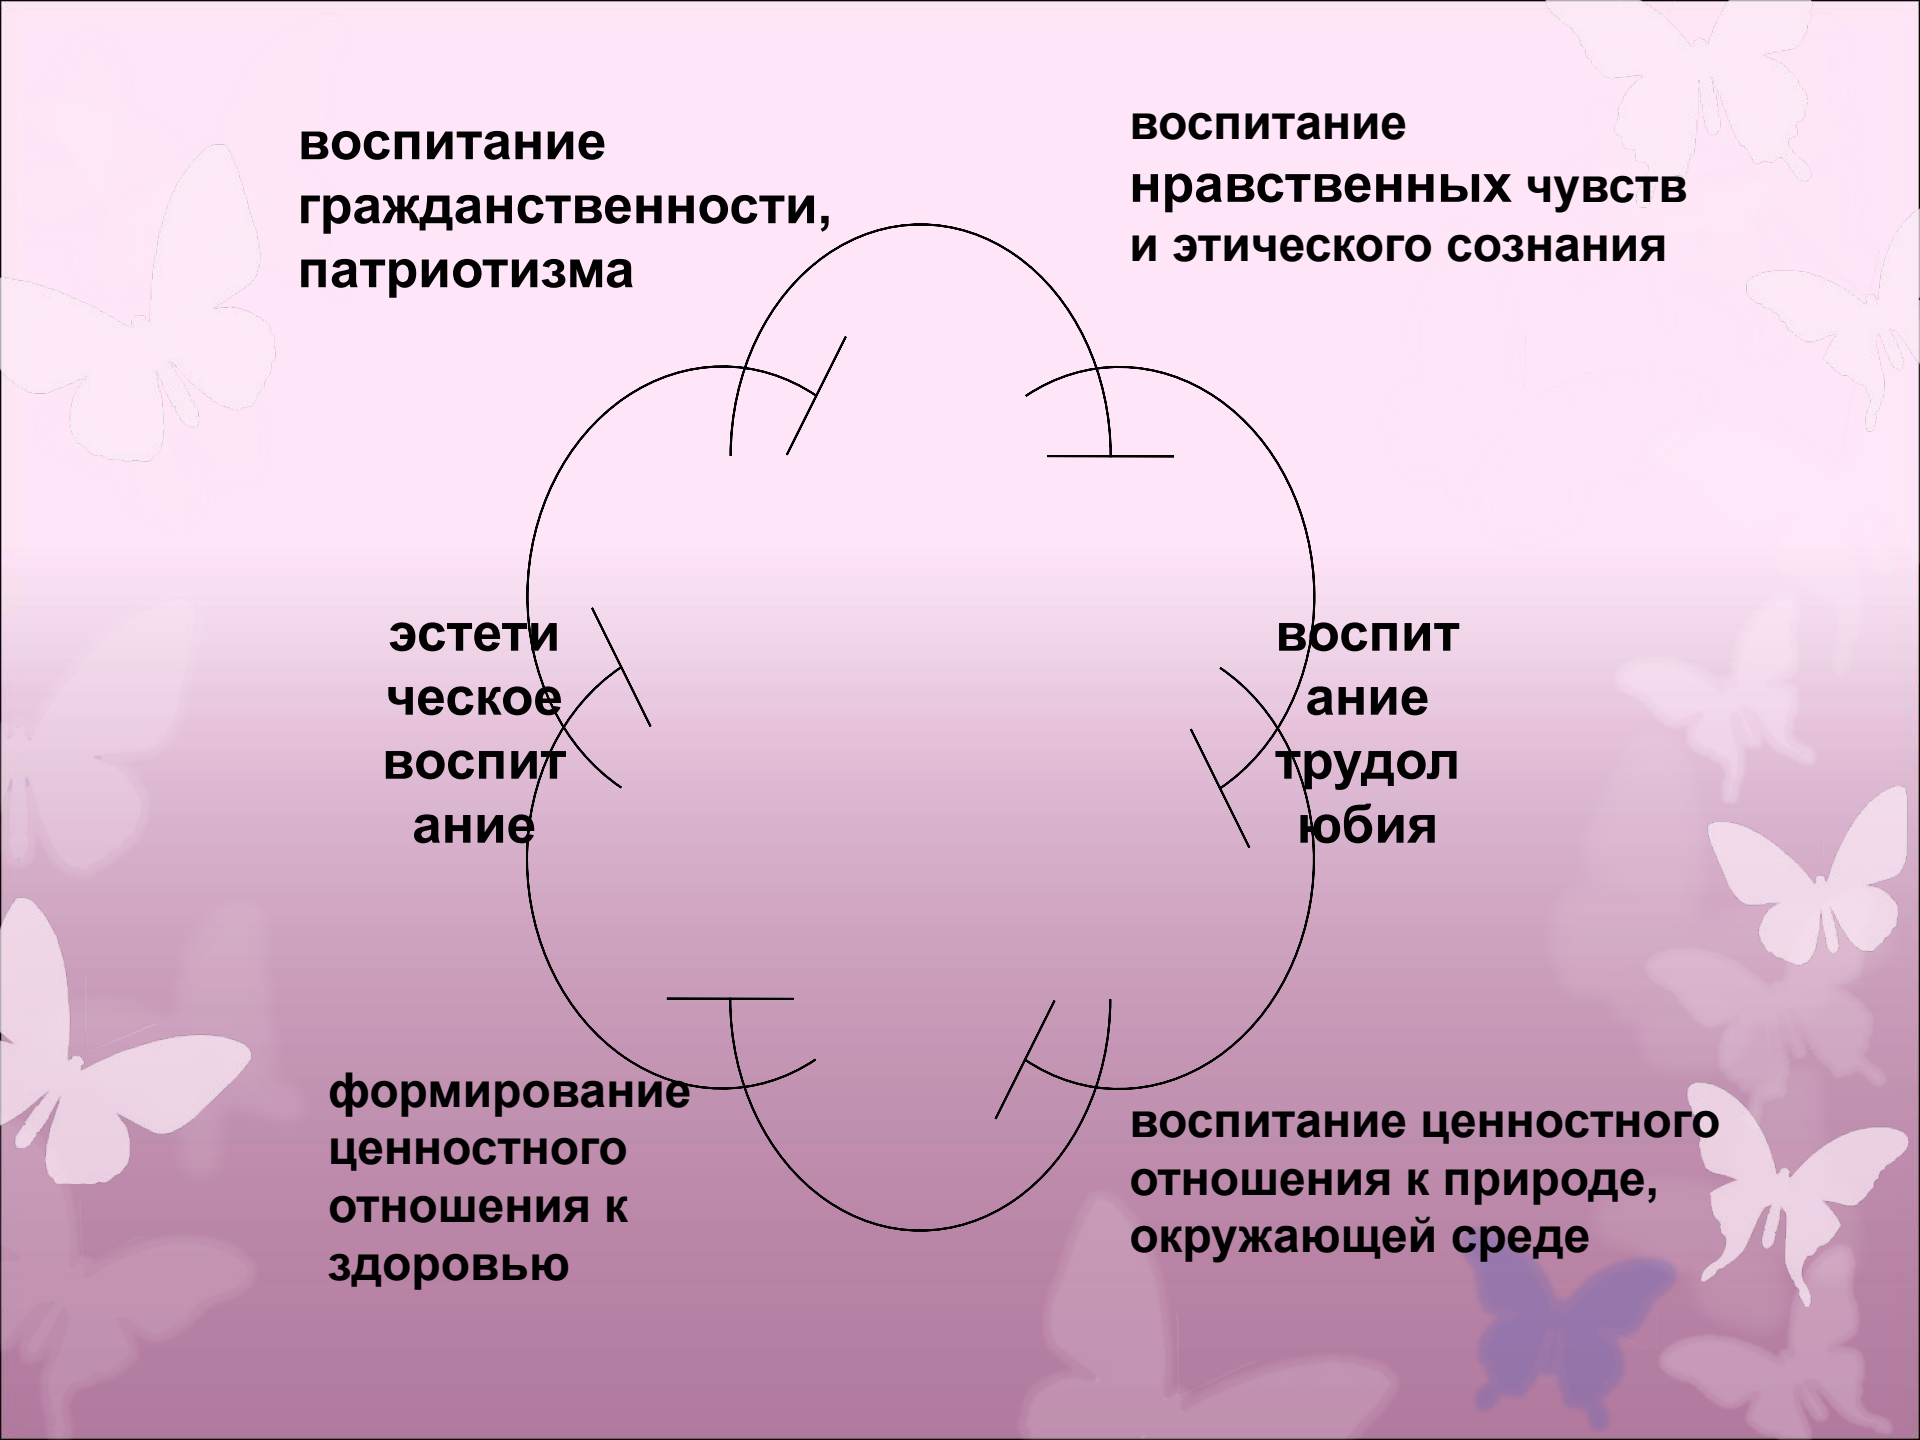 воспитание
гражданственности,
патриотизма
воспитание
нравственных чувств
и этического сознания
эстети
ческое
воспит
ание
воспит
ание
трудол
юбия
формирование
ценностного
отношения к
здоровью
воспитание ценностного
отношения к природе,
окружающей среде